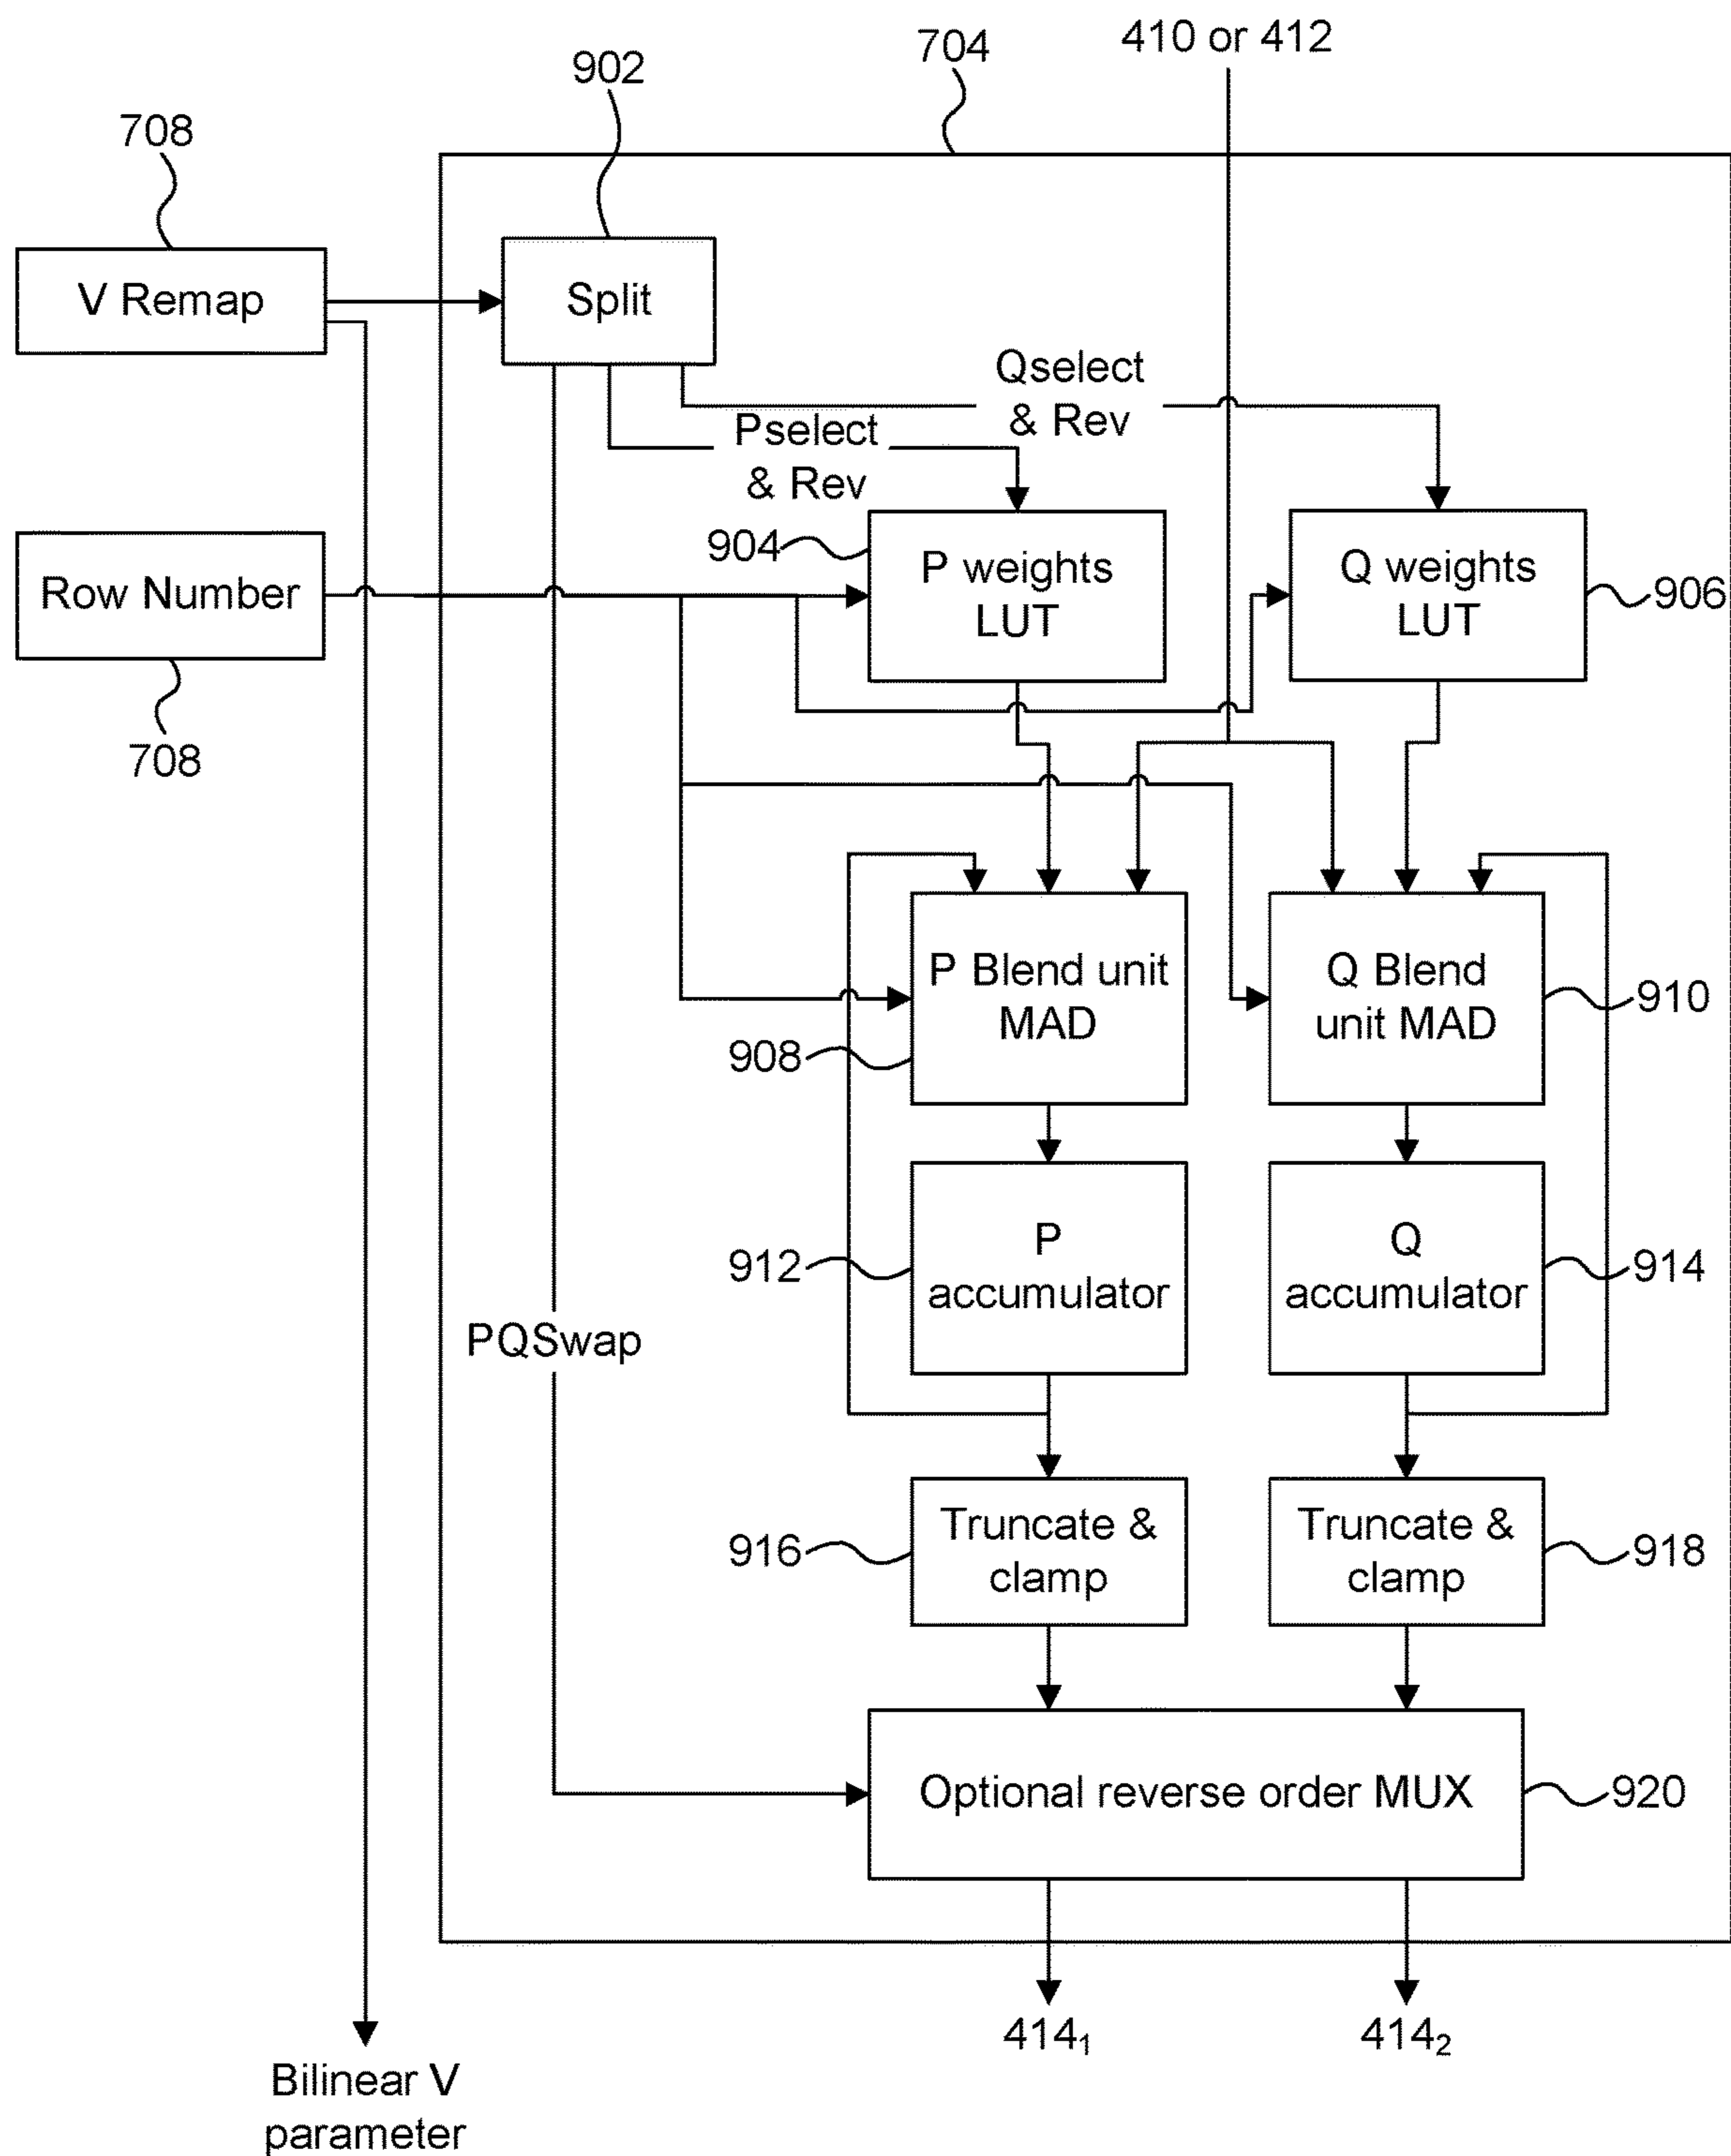 410 or 412
704
902
708
V Remap
Split
Qselect
& Rev
Pselect
& Rev
904
P weights
LUT
Q weights
LUT
906
Row Number
708
P Blend unit
MAD
908
Q Blend
unit MAD
910
912
P
accumulator
Q
accumulator
914
PQSwap
916
Truncate &
clamp
Truncate &
clamp
918
Optional reverse order MUX
920
414₁
414₂
Bilinear V
parameter